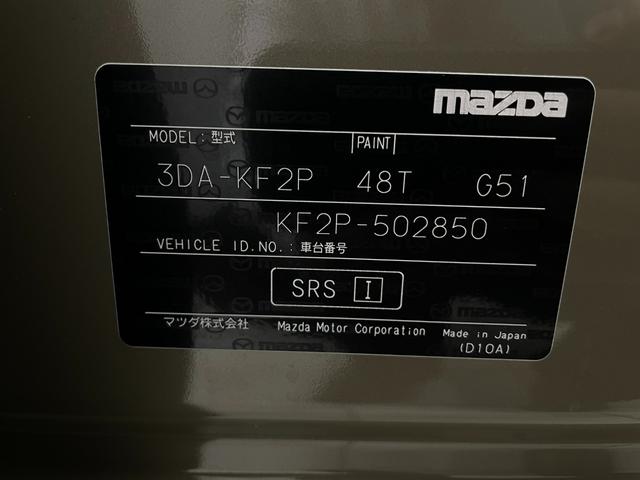 mazda
MODEL:型式 PAINT
3DA-KF2P 48T G51
KF2P-502850
VEHICLE ID.NO.:車台番号
SRS I
マツダ株式会社 Mazda Motor Corporation Made in Japan
(D10A)